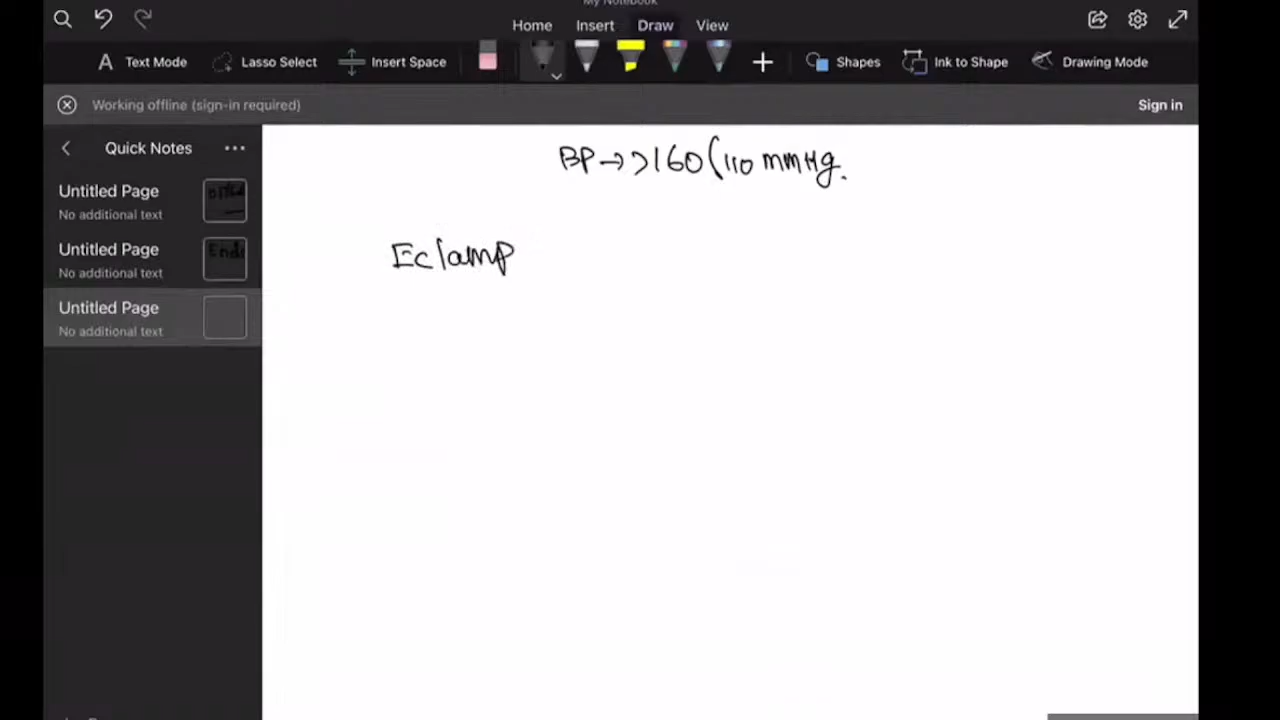 My Notebook
Home Insert Draw View
Text Mode Lasso Select Insert Space Shapes Ink to Shape Drawing Mode
Working offline (sign-in required) Sign in
Quick Notes
Untitled Page
No additional text
Untitled Page
No additional text
Untitled Page
No additional text
BP→>160(110 mmHg.
Eclamp